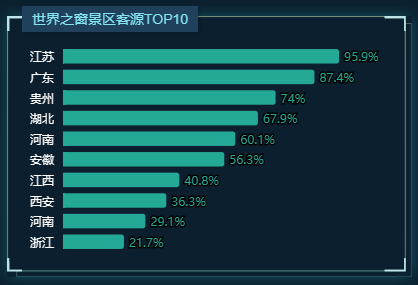 世界之窗景区客源TOP10
江苏 95.9%
广东 87.4%
贵州 74%
湖北 67.9%
河南 60.1%
安徽 56.3%
江西 40.8%
西安 36.3%
河南 29.1%
浙江 21.7%